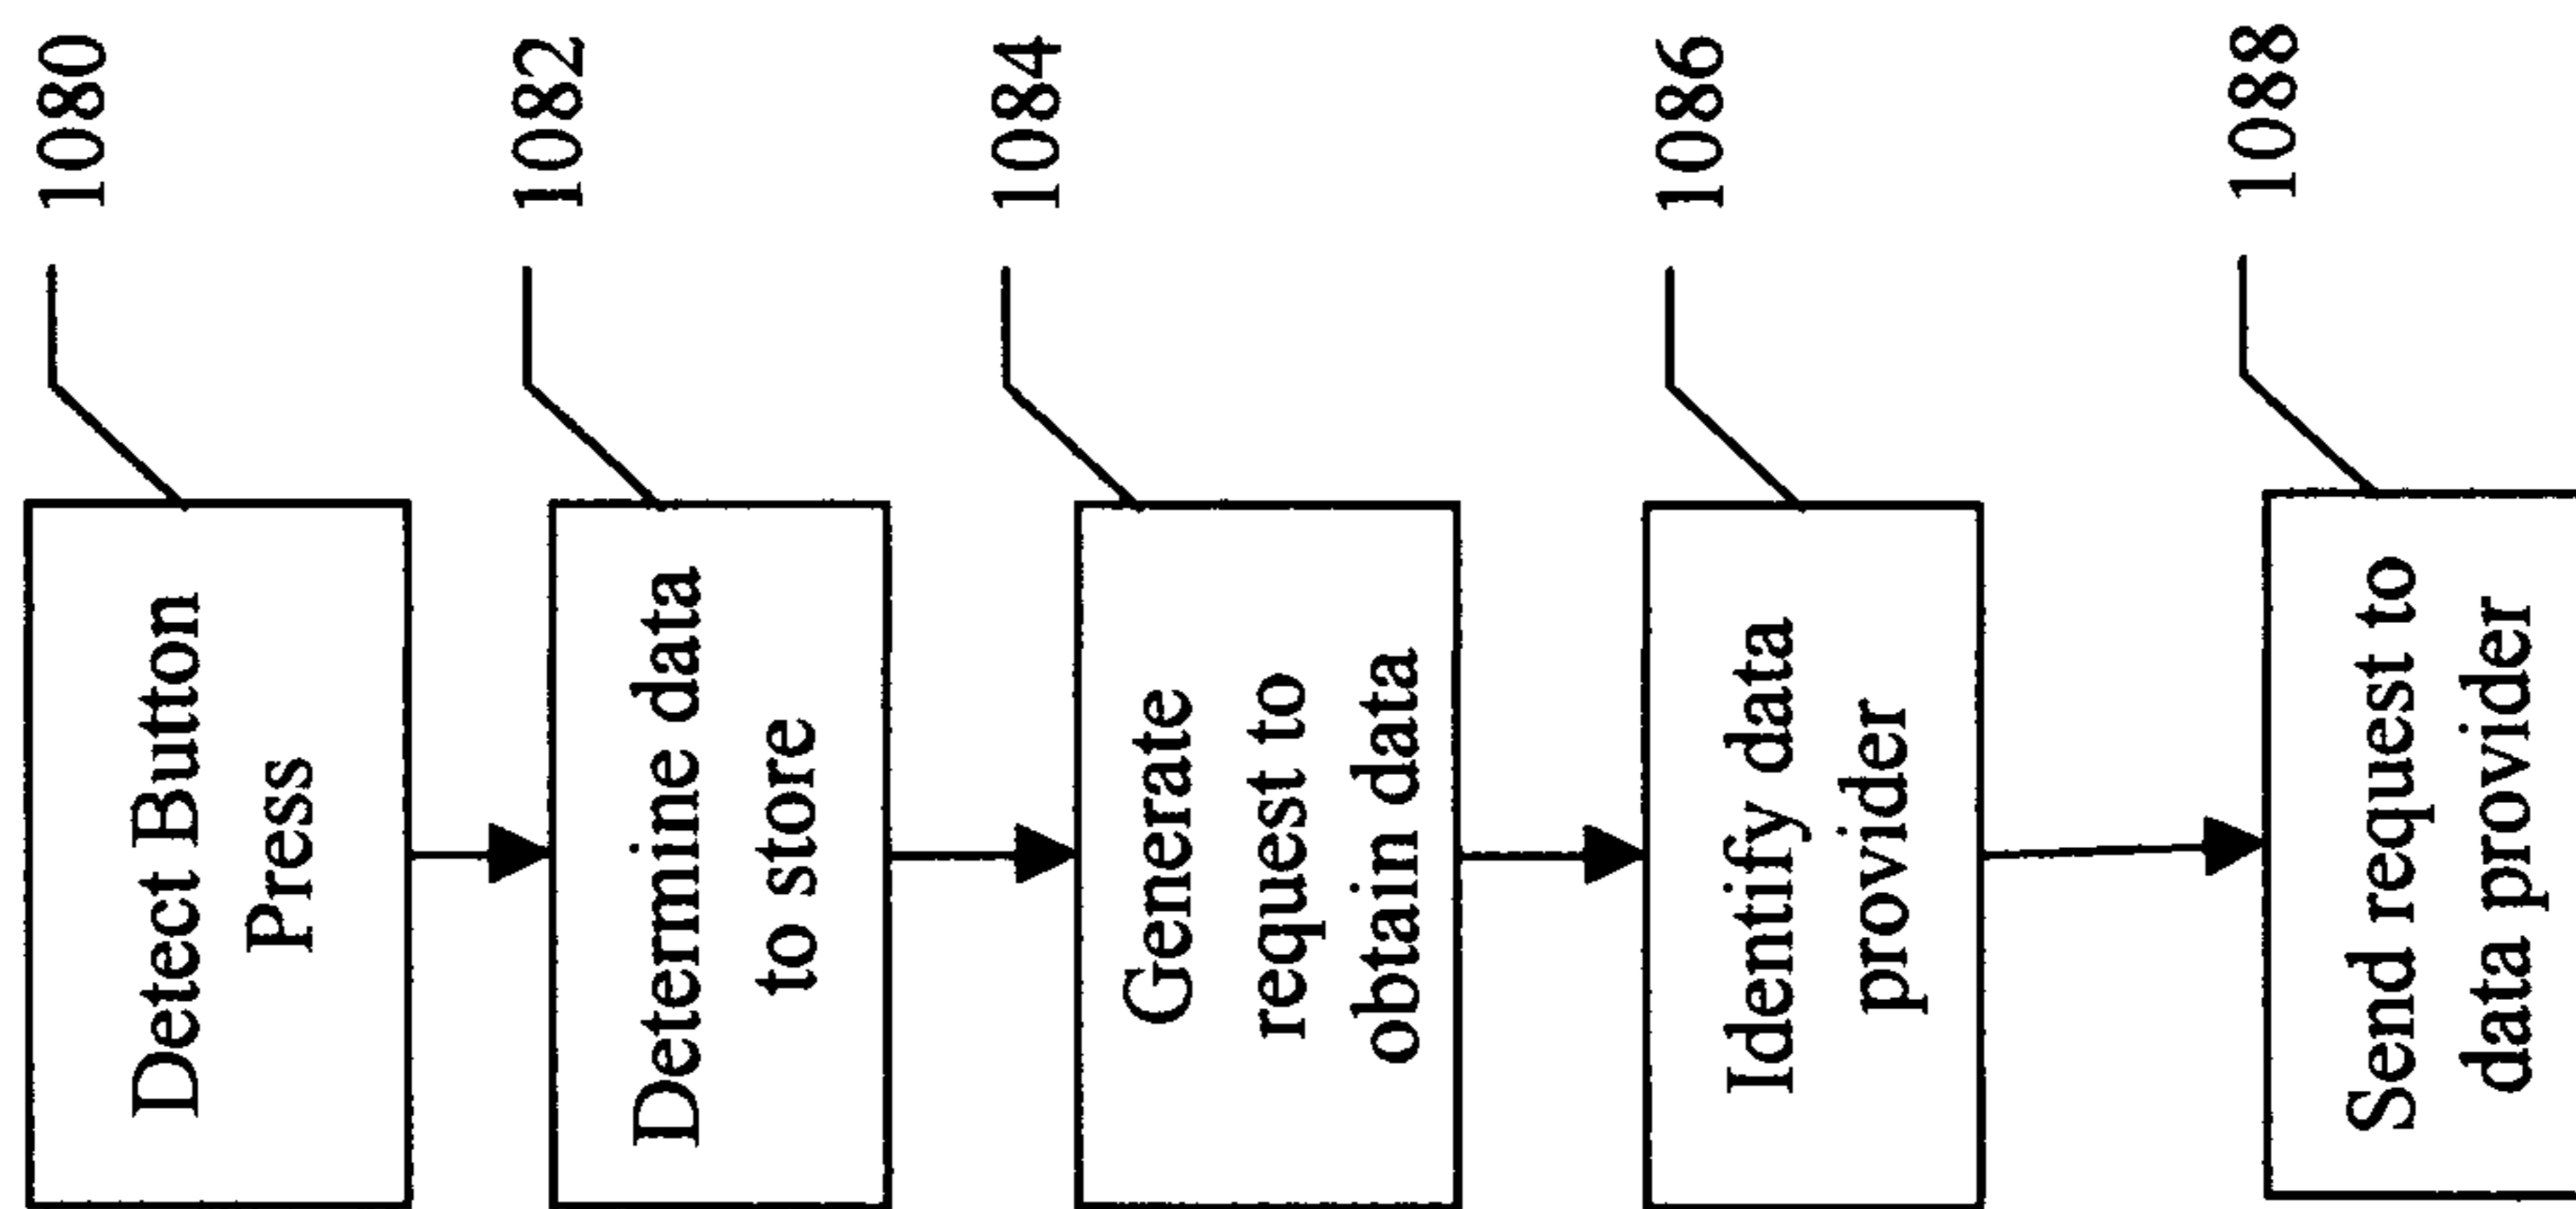 1080
Detect Button
Press
1082
Determine data
to store
1084
Generate
request to
obtain data
1086
Identify data
provider
1088
Send request to
data provider